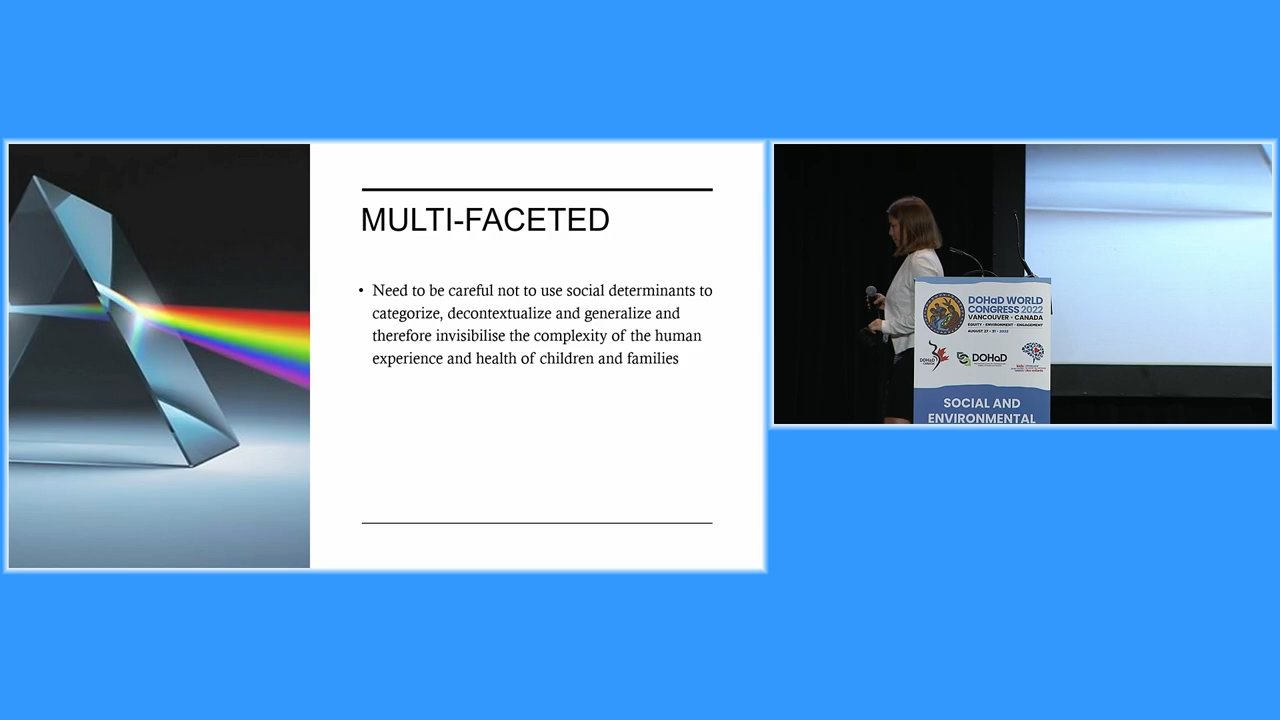 MULTI-FACETED
• Need to be careful not to use social determinants to
categorize, decontextualize and generalize and
therefore invisibilise the complexity of the human
experience and health of children and families
DOHaD WORLD
CONGRESS 2022
VANCOUVER • CANADA
EQUITY • ENVIRONMENT • ENGAGEMENT
AUGUST 27 - 31 • 2022
DOHaD
DOHaD
SOCIAL AND
ENVIRONMENTAL